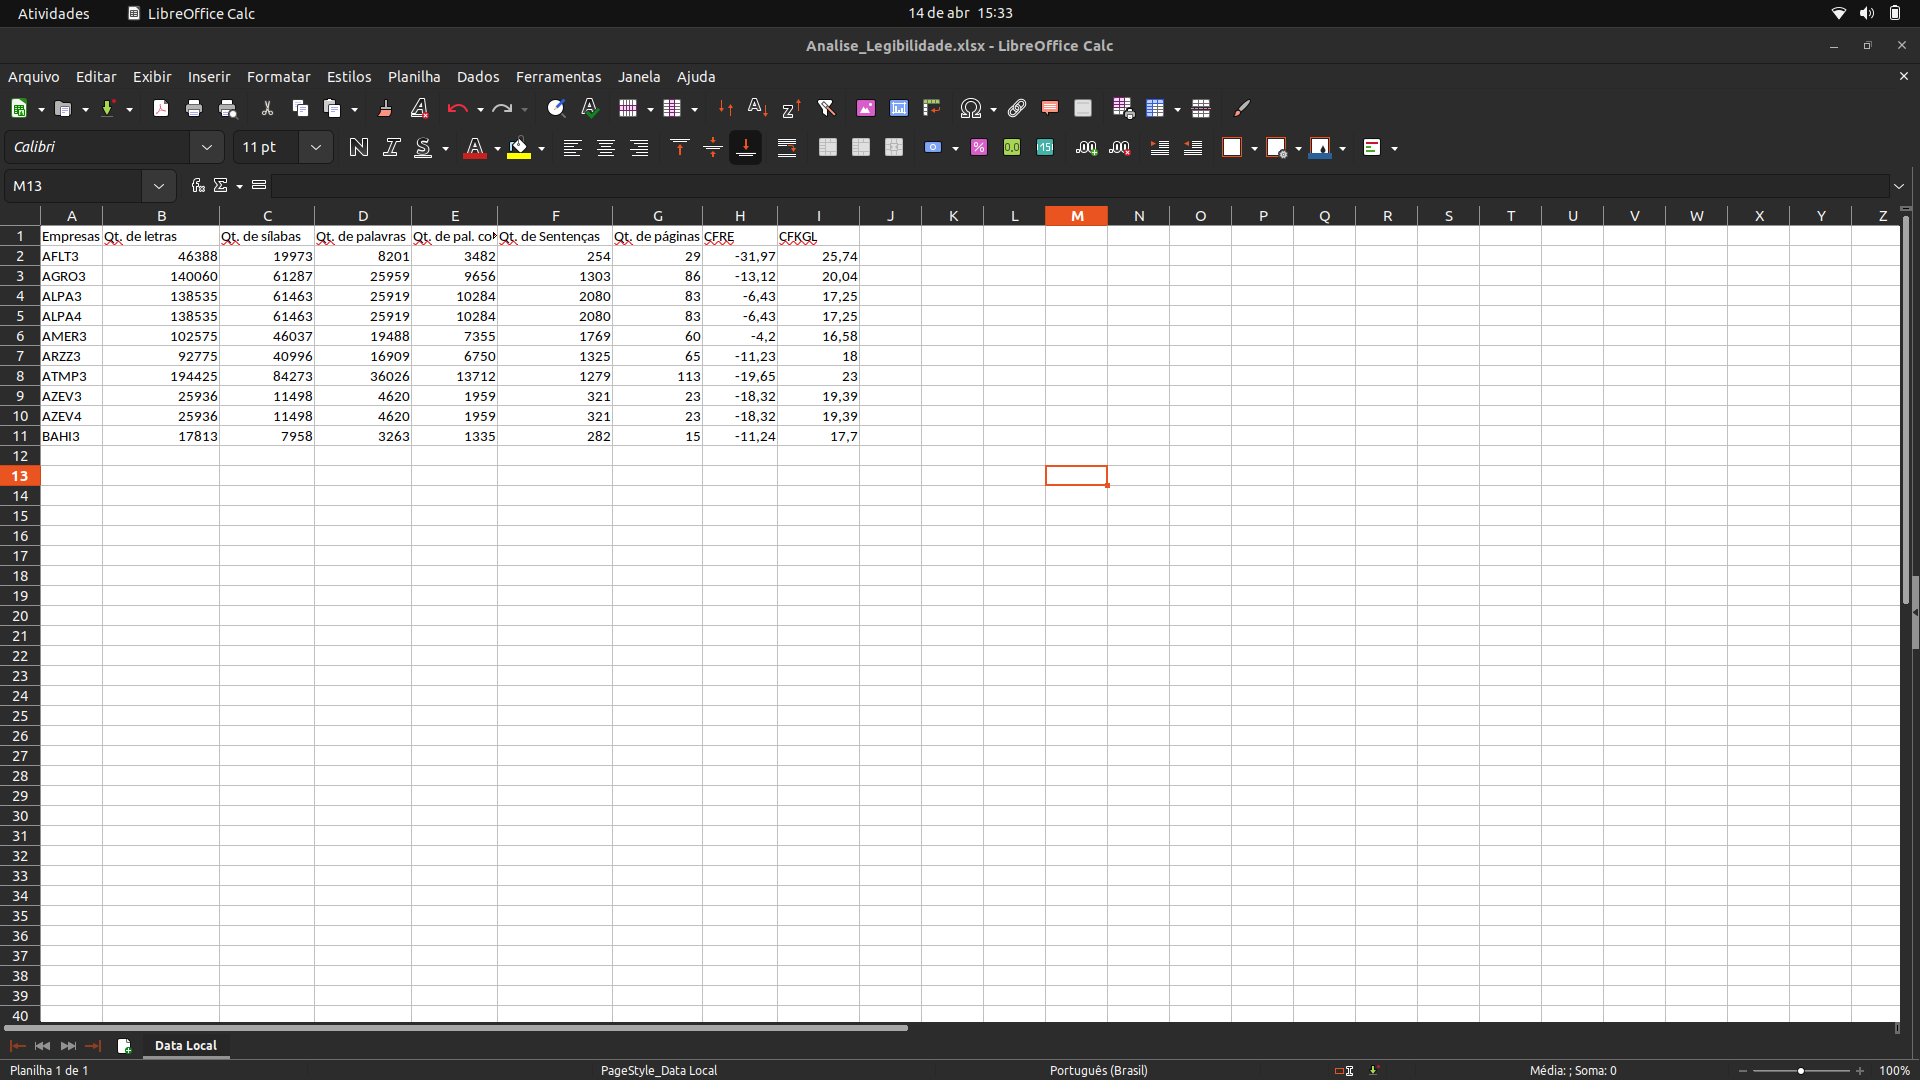 Atividades LibreOffice Calc 14 de abr 15:33
Analise_Legibilidade.xlsx - LibreOffice Calc
Arquivo Editar Exibir Inserir Formatar Estilos Planilha Dados Ferramentas Janela Ajuda
Calibri 11 pt
M13
A B C D E F G H I J K L M N O P Q R S T U V W X Y Z
1 Empresas Qt. de letras Qt. de sílabas Qt. de palavras Qt. de pal. co Qt. de Sentenças Qt. de páginas CFRE CFKGL
2 AFLT3 46388 19973 8201 3482 254 29 -31,97 25,74
3 AGRO3 140060 61287 25959 9656 1303 86 -13,12 20,04
4 ALPA3 138535 61463 25919 10284 2080 83 -6,43 17,25
5 ALPA4 138535 61463 25919 10284 2080 83 -6,43 17,25
6 AMER3 102575 46037 19488 7355 1769 60 -4,2 16,58
7 ARZZ3 92775 40996 16909 6750 1325 65 -11,23 18
8 ATMP3 194425 84273 36026 13712 1279 113 -19,65 23
9 AZEV3 25936 11498 4620 1959 321 23 -18,32 19,39
10 AZEV4 25936 11498 4620 1959 321 23 -18,32 19,39
11 BAHI3 17813 7958 3263 1335 282 15 -11,24 17,7
12
13
14
15
16
17
18
19
20
21
22
23
24
25
26
27
28
29
30
31
32
33
34
35
36
37
38
39
40
Data Local
Planilha 1 de 1 PageStyle_Data Local Português (Brasil) Média: ; Soma: 0 100%